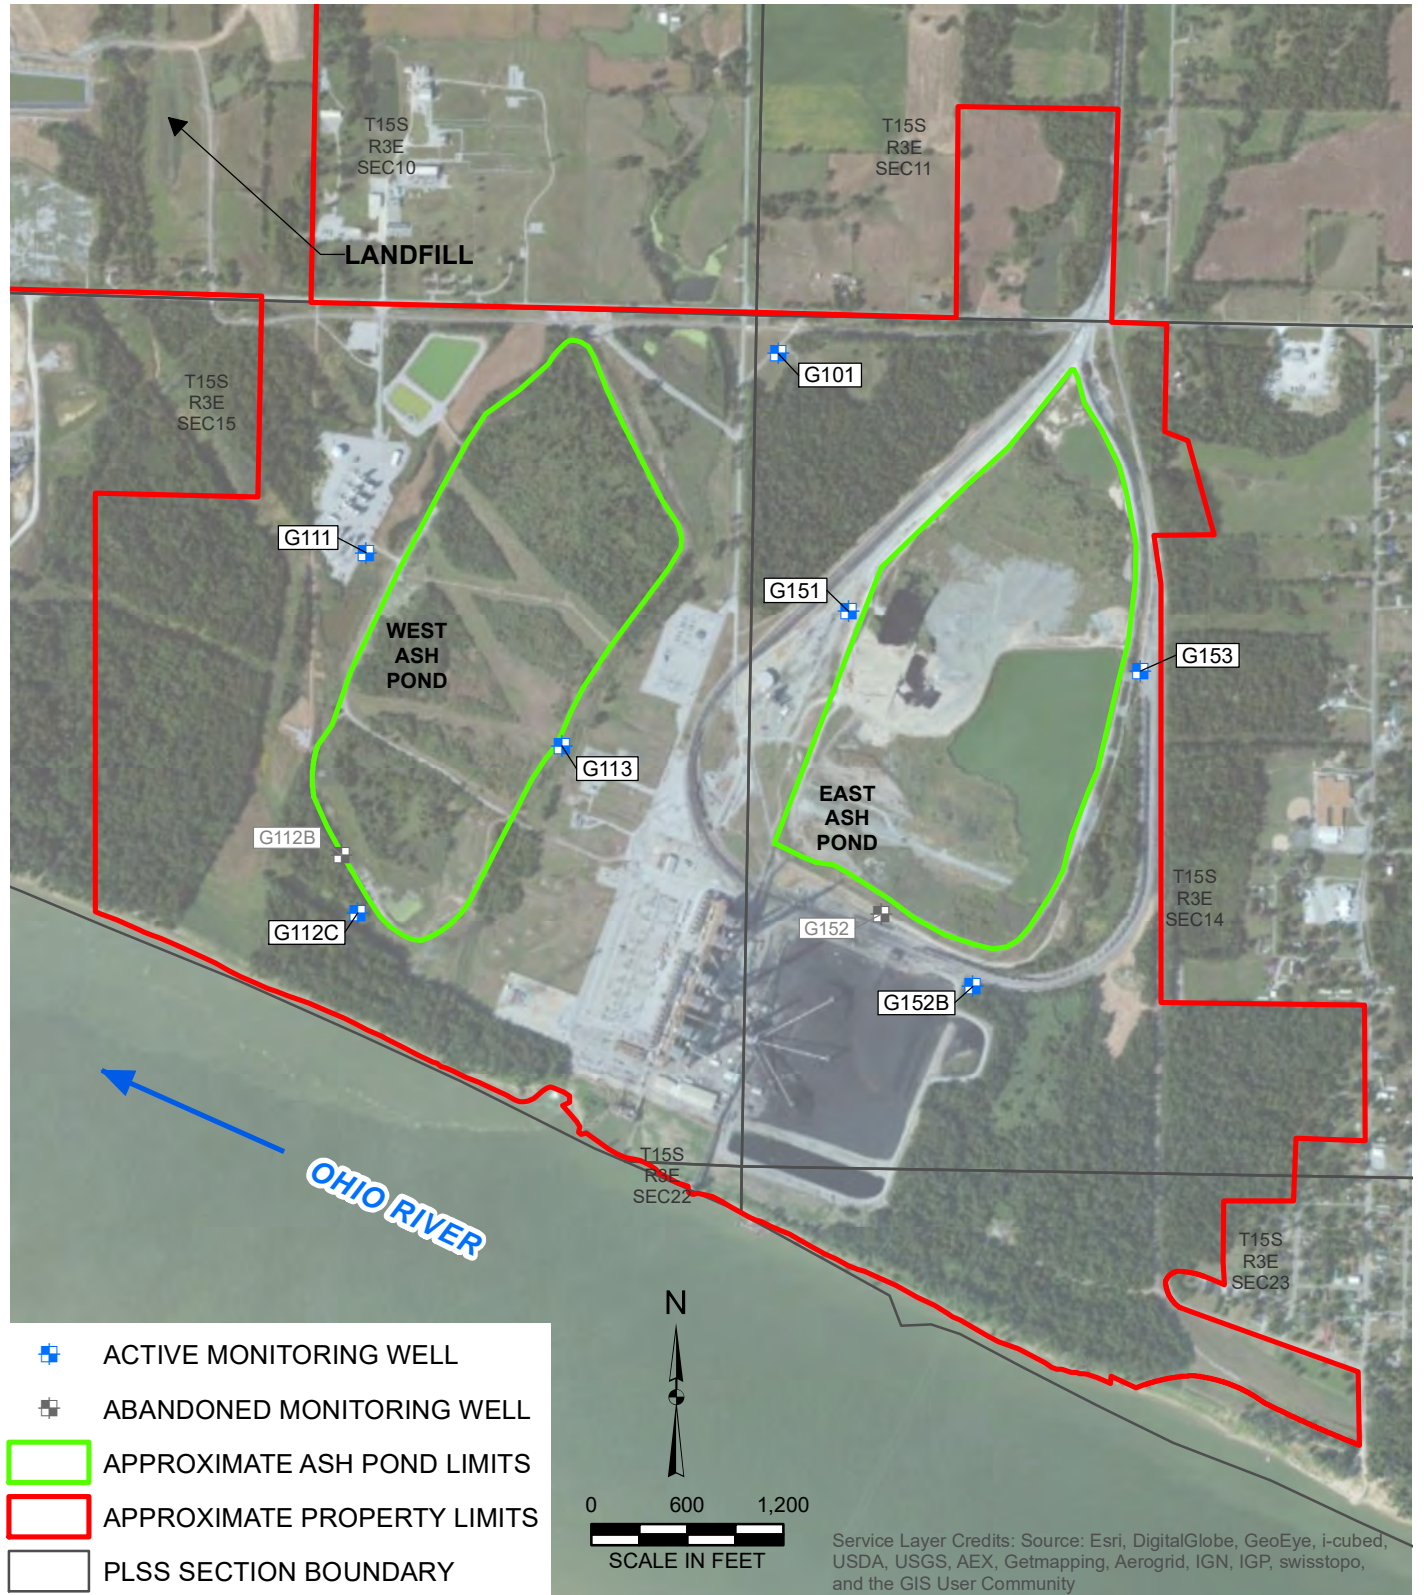 T15S
R3E
SEC10
T15S
R3E
SEC11
LANDFILL
T15S
R3E
SEC15
G101
G111
G151
WEST
ASH
POND
G153
G113
EAST
ASH
POND
G112B
T15S
R3E
SEC14
G152
G112C
G152B
T15S
R3E
SEC22
OHIO RIVER
T15S
R3E
SEC23
N
ACTIVE MONITORING WELL
ABANDONED MONITORING WELL
APPROXIMATE ASH POND LIMITS
APPROXIMATE PROPERTY LIMITS
PLSS SECTION BOUNDARY
0 600 1,200
SCALE IN FEET
Service Layer Credits: Source: Esri, DigitalGlobe, GeoEye, i-cubed,
USDA, USGS, AEX, Getmapping, Aerogrid, IGN, IGP, swisstopo,
and the GIS User Community